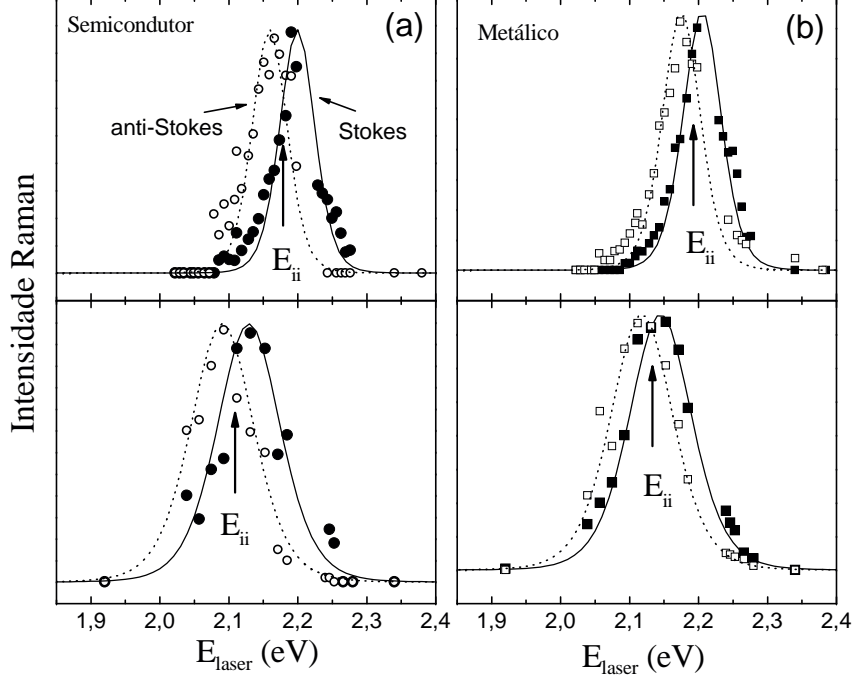 Semicondutor
(a)
anti-Stokes
Stokes
E_ii
Metálico
(b)
E_ii
Intensidade Raman
E_ii
E_ii
1,9 2,0 2,1 2,2 2,3 2,4
1,9 2,0 2,1 2,2 2,3 2,4
E_laser (eV)
E_laser (eV)